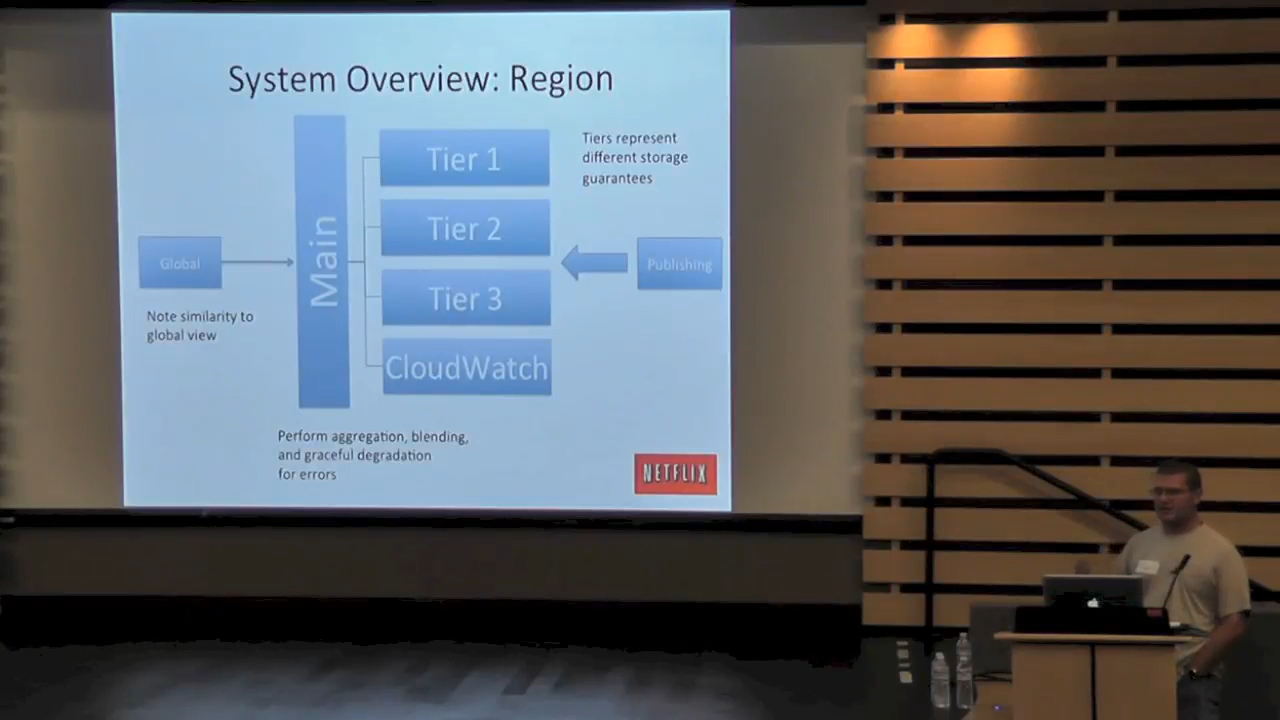 System Overview: Region
Tier 1
Tier 2
Tier 3
CloudWatch
Main
Global
Publishing
Tiers represent
different storage
guarantees
Note similarity to
global view
Perform aggregation, blending,
and graceful degradation
for errors
NETFLIX